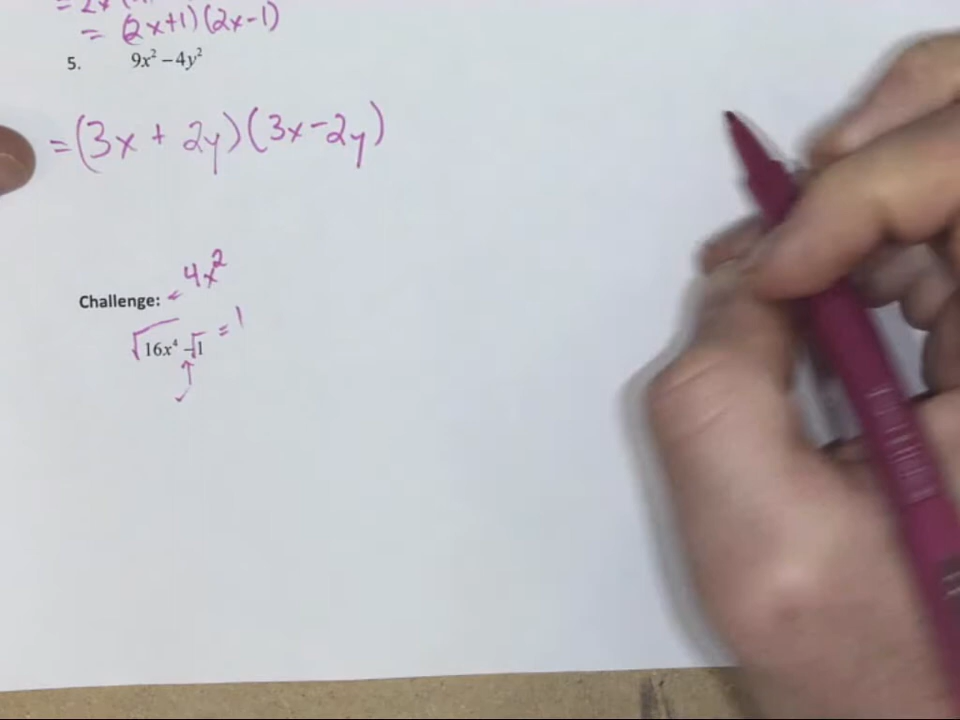 = (2x+1)(2x-1)
5. 9x² – 4y²
= (3x + 2y)(3x-2y)
4x²
Challenge:
√16x⁴ – √1 = 1